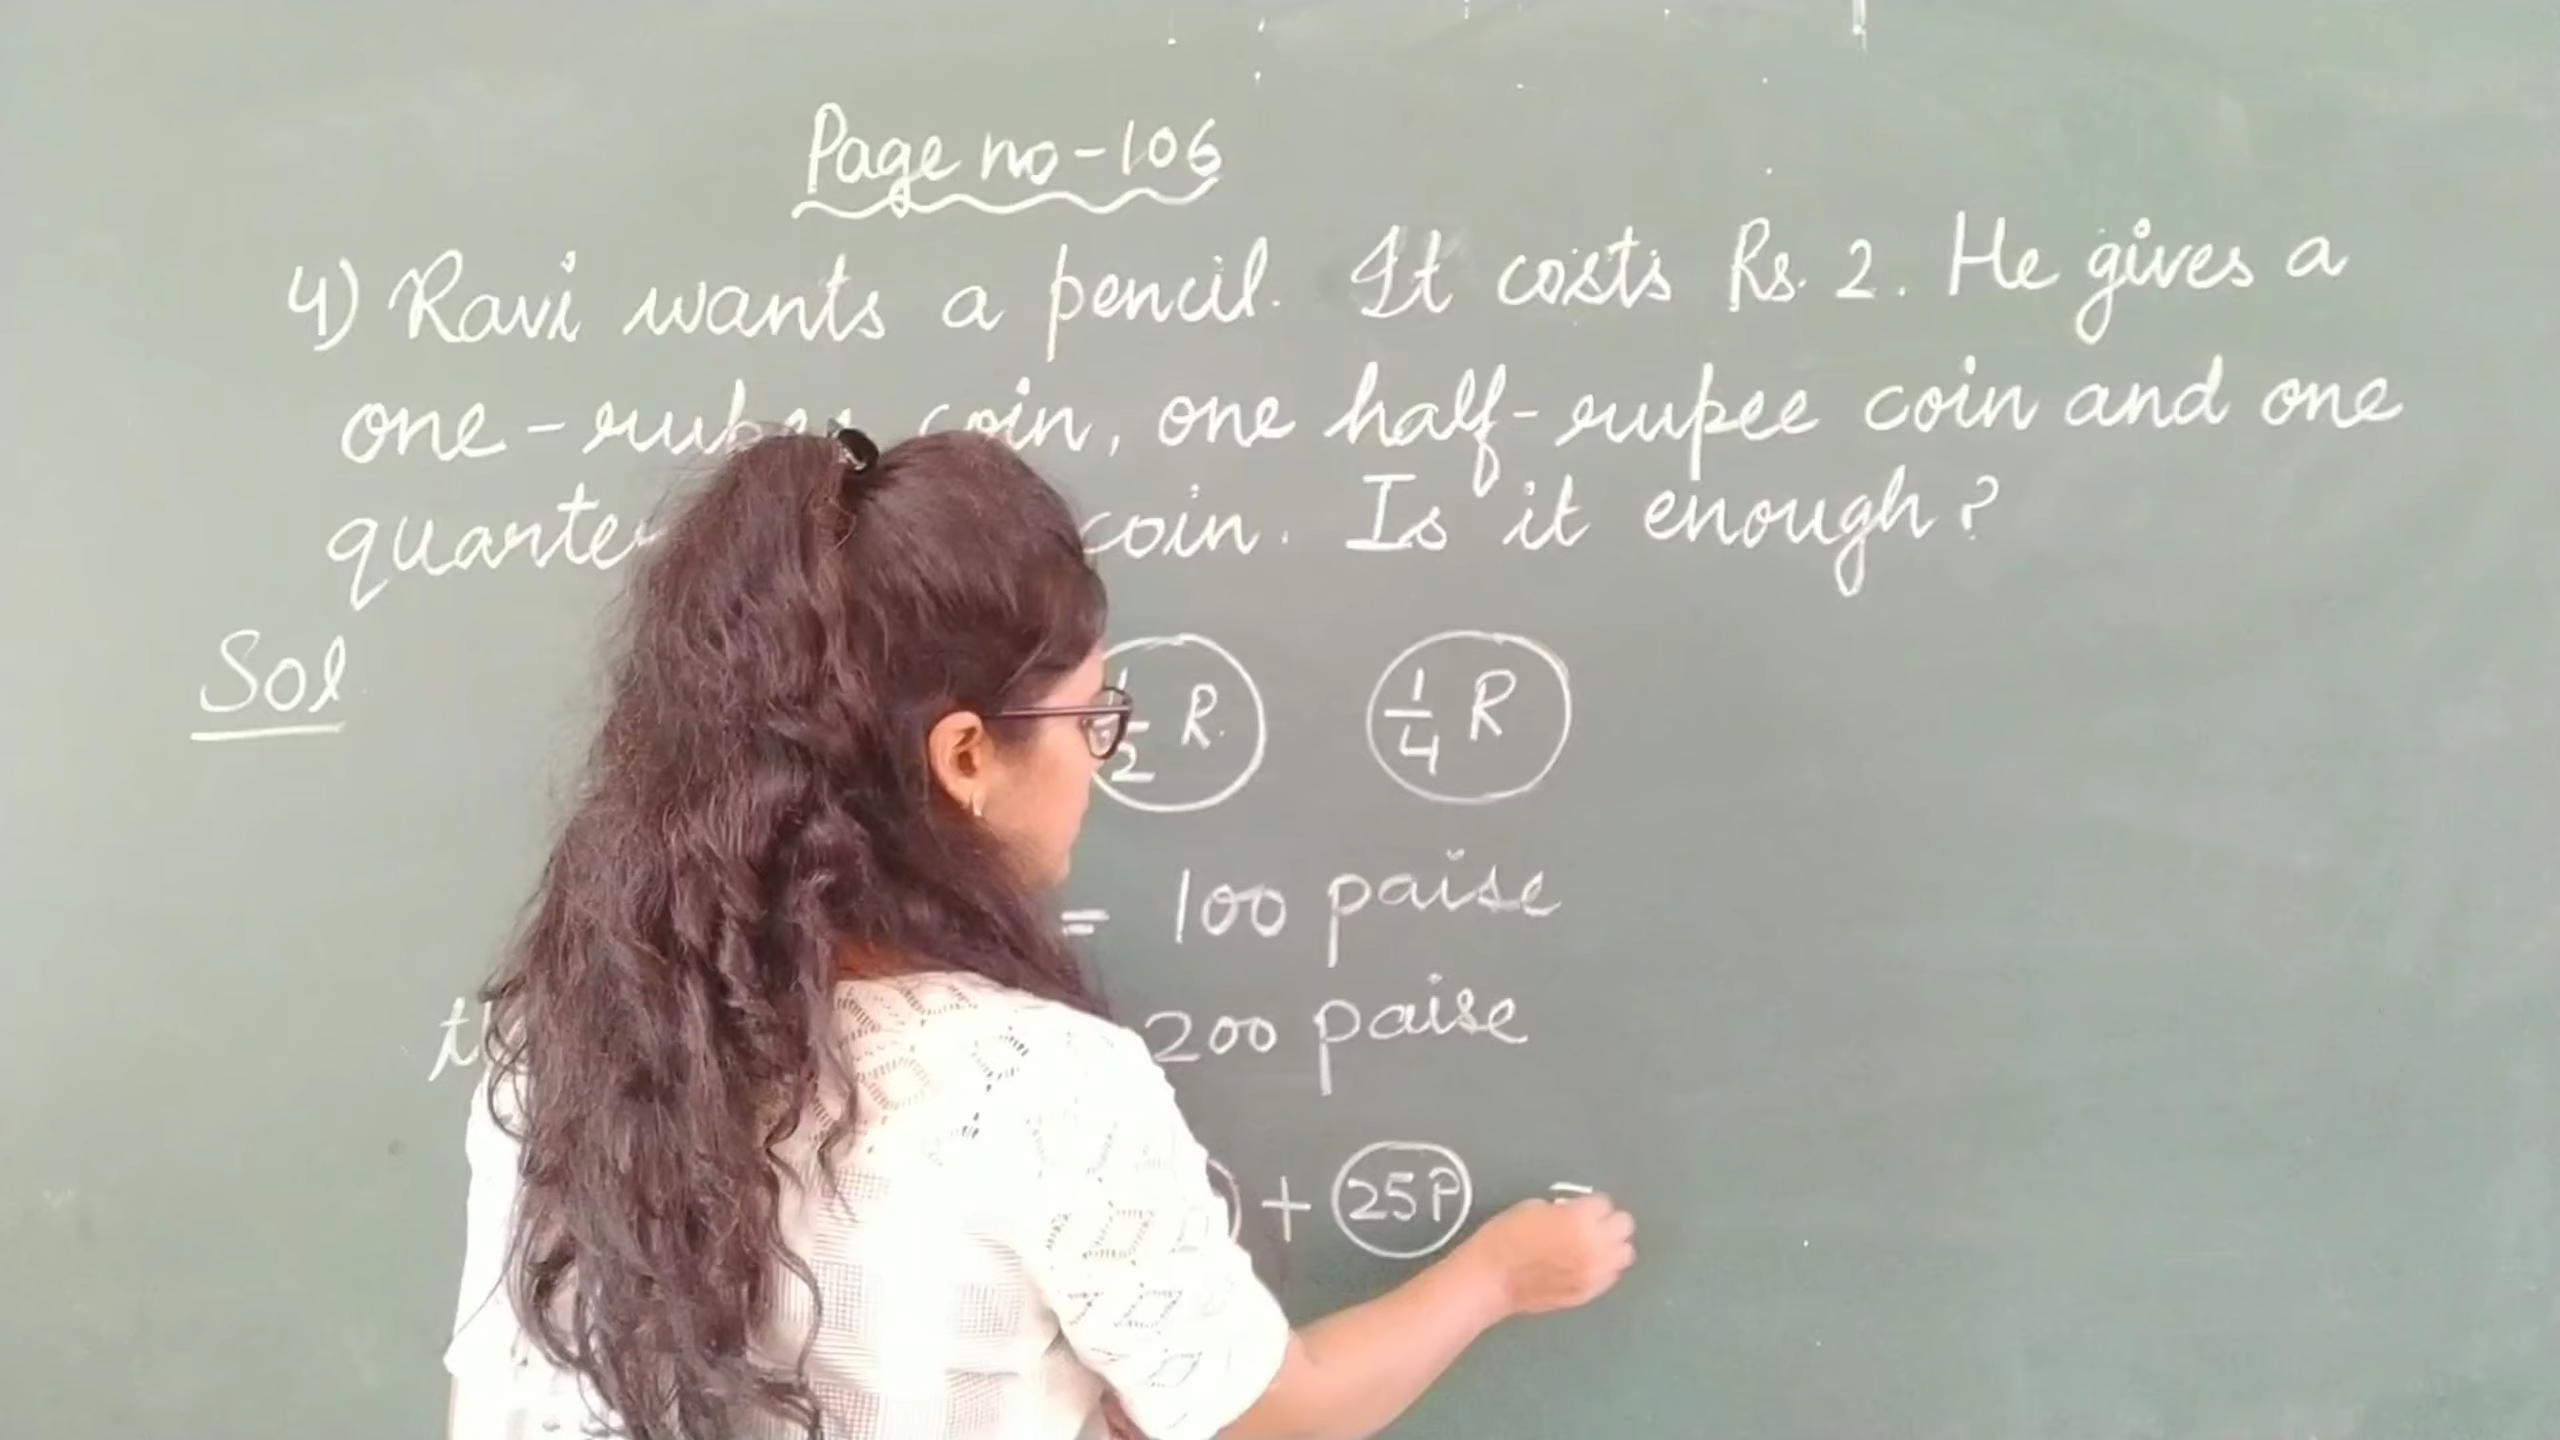 Page no-106
4) Ravi wants a pencil. It costs Rs. 2. He gives a
one-rupee coin, one half-rupee coin and one
quarter coin. Is it enough?
Sol
1/2 R. 1/4 R
= 100 paise
200 paise
+ 25P =